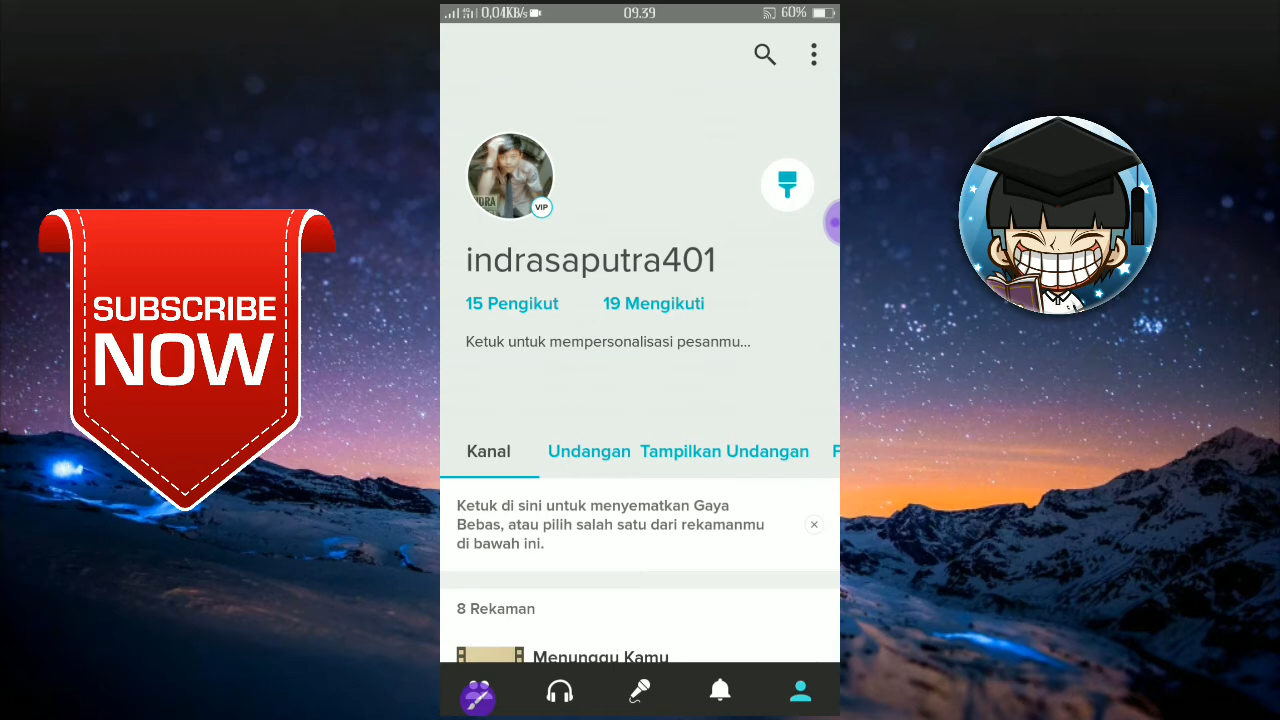 SUBSCRIBE
NOW
0,04KB/s
09.39
60%
NDRA
VIP
indrasaputra401
15 Pengikut
19 Mengikuti
Ketuk untuk mempersonalisasi pesanmu...
Kanal
Undangan
Tampilkan Undangan
F
Ketuk di sini untuk menyematkan Gaya
Bebas, atau pilih salah satu dari rekamanmu
di bawah ini.
8 Rekaman
Menunggu Kamu